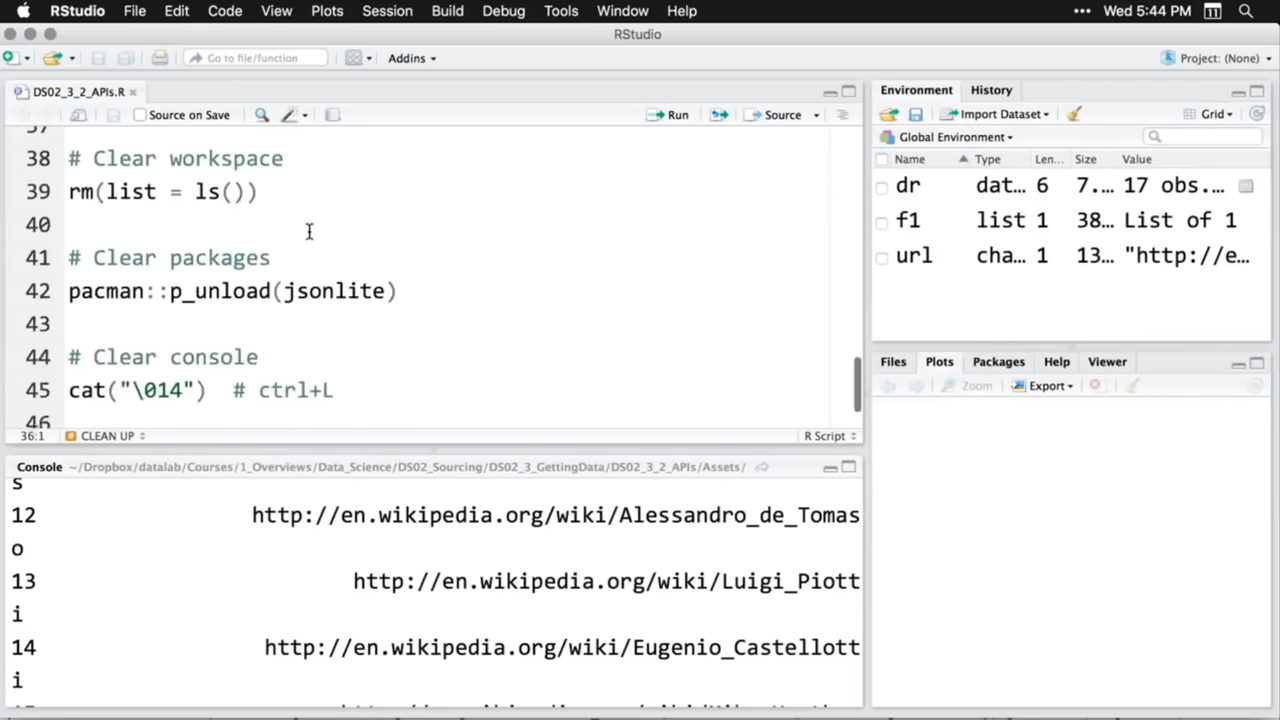 RStudio File Edit Code View Plots Session Build Debug Tools Window Help ••• Wed 5:44 PM 11
RStudio
Go to file/function Addins Project: (None)
DS02_3_2_APIs.R
Source on Save Run Source
37
38 # Clear workspace
39 rm(list = ls())
40
41 # Clear packages
42 pacman::p_unload(jsonlite)
43
44 # Clear console
45 cat("\014") # ctrl+L
46
36:1 CLEAN UP R Script
Console ~/Dropbox/datalab/Courses/1_Overviews/Data_Science/DS02_Sourcing/DS02_3_GettingData/DS02_3_2_APIs/Assets/
s
12 http://en.wikipedia.org/wiki/Alessandro_de_Tomas
o
13 http://en.wikipedia.org/wiki/Luigi_Piott
i
14 http://en.wikipedia.org/wiki/Eugenio_Castellott
i
Environment History
Import Dataset Grid
Global Environment
Name Type Len... Size Value
dr dat... 6 7.... 17 obs....
f1 list 1 38... List of 1
url cha... 1 13... "http://e...
Files Plots Packages Help Viewer
Zoom Export